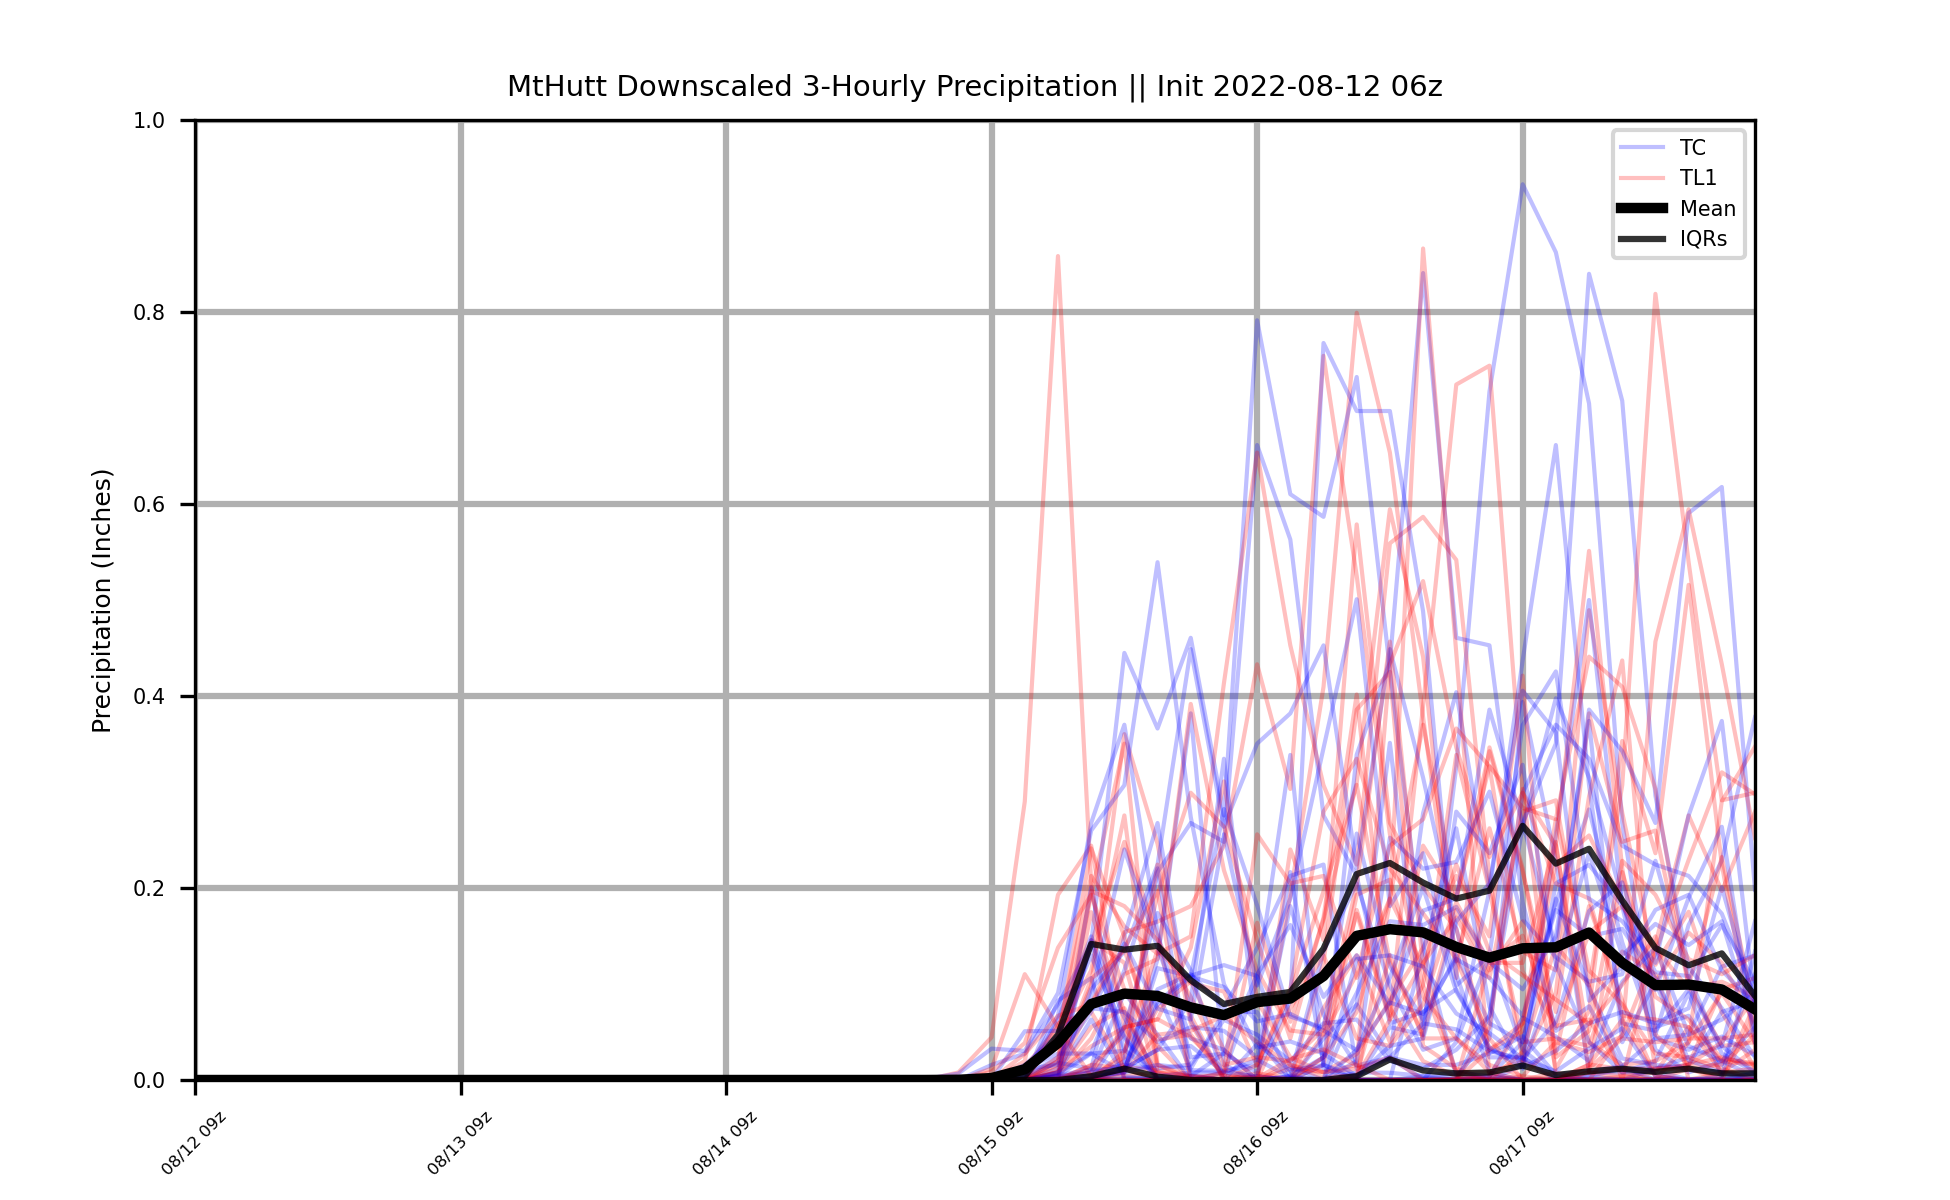 MtHutt Downscaled 3-Hourly Precipitation || Init 2022-08-12 06z
TC
TL1
Mean
IQRs
Precipitation (Inches)
1.0
0.8
0.6
0.4
0.2
0.0
08/12 09z
08/13 09z
08/14 09z
08/15 09z
08/16 09z
08/17 09z